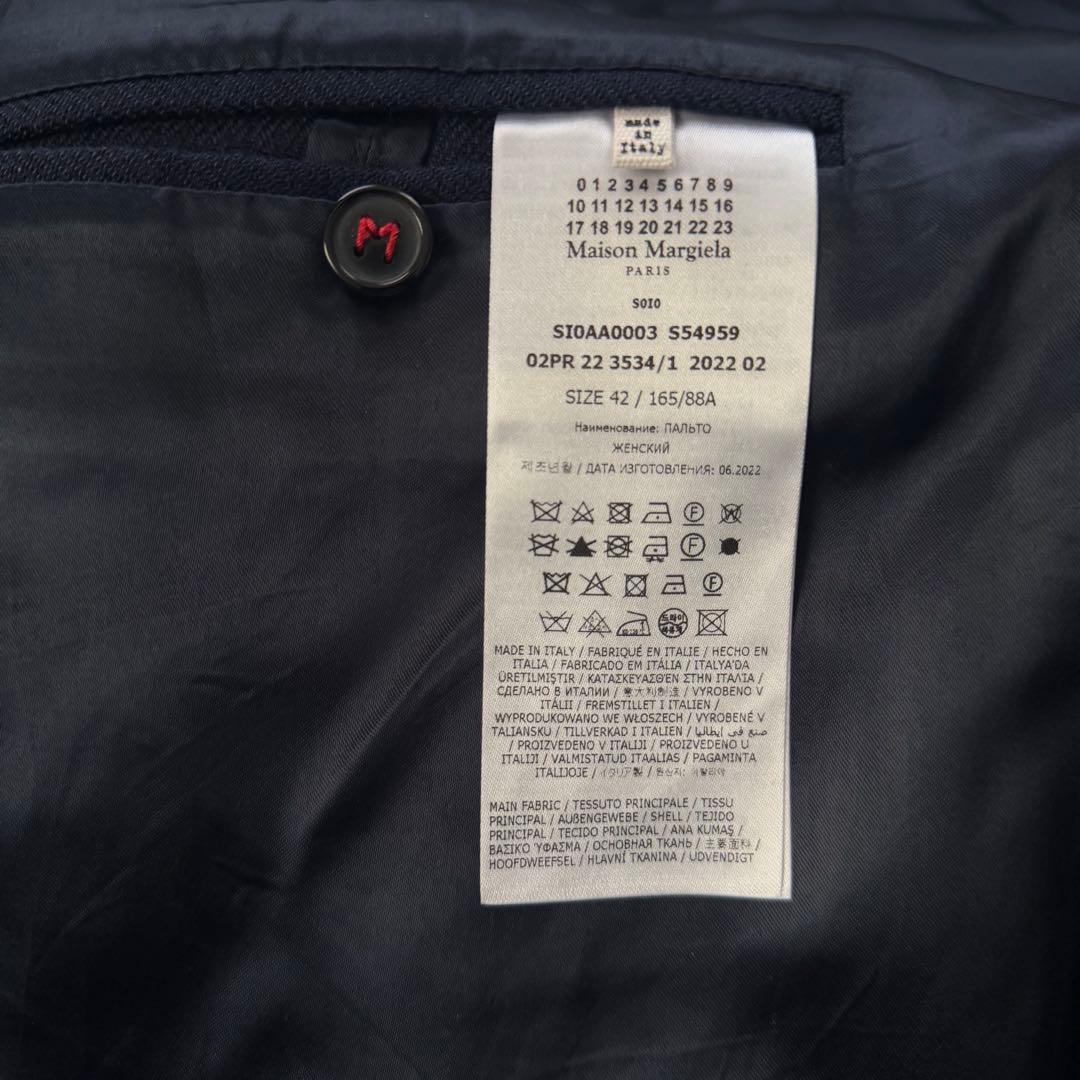 made
in
Italy
M
0 1 2 3 4 5 6 7 8 9
10 11 12 13 14 15 16
17 18 19 20 21 22 23
Maison Margiela
PARIS
S0I0
SI0AA0003 S54959
02PR 22 3534/1 2022 02
SIZE 42 / 165/88A
Наименование: ПАЛЬТО
ЖЕНСКИЙ
제조년월 / ДАТА ИЗГОТОВЛЕНИЯ: 06.2022
F W
F
F
드라이
MADE IN ITALY / FABRIQUÉ EN ITALIE / HECHO EN
ITALIA / FABRICADO EM ITÁLIA / ITALYA'DA
ÜRETILMIŞTIR / ΚΑΤΑΣΚΕΥΑΣΘΕΝ ΣΤΗΝ ΙΤΑΛΙΑ /
СДЕЛАНО В ИТАЛИИ / 意大利制造 / VYROBENO V
ITÁLII / FREMSTILLET I ITALIEN /
WYPRODUKOWANO WE WŁOSZECH / VYROBENÉ V
TALIANSKU / TILLVERKAD I ITALIEN / صنع في ايطاليا
/ PROIZVEDENO V ITALIJI / PROIZVEDENO U
ITALIJI / VALMISTATUD ITAALIAS / PAGAMINTA
ITALIJOJE / イタリア製 / 원산지: 이탈리아
MAIN FABRIC / TESSUTO PRINCIPALE / TISSU
PRINCIPAL / AUßENGEWEBE / SHELL / TEJIDO
PRINCIPAL / TECIDO PRINCIPAL / ANA KUMAŞ /
ΒΑΣΙΚΟ ΎΦΑΣΜΑ / ОСНОВНАЯ ТКАНЬ / 主要面料 /
HOOFDWEEFSEL / HLAVNÍ TKANINA / UDVENDIGT